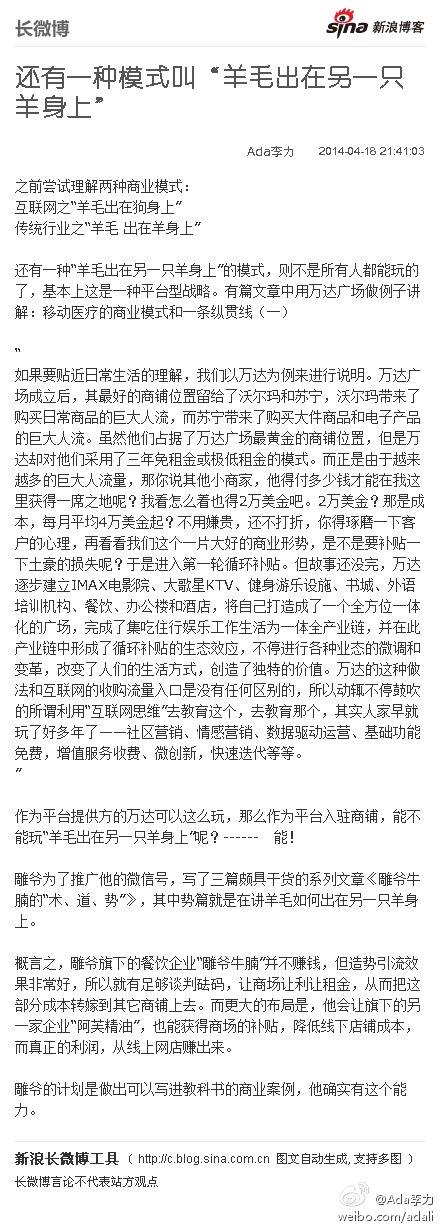 长微博
sina 新浪博客
还有一种模式叫“羊毛出在另一只
羊身上”
Ada李力 2014-04-18 21:41:03
之前尝试理解两种商业模式：
互联网之“羊毛出在狗身上”
传统行业之“羊毛 出在羊身上”
还有一种“羊毛出在另一只羊身上”的模式，则不是所有人都能玩的
了，基本上这是一种平台型战略。有篇文章中用万达广场做例子讲
解：移动医疗的商业模式和一条纵贯线（一）
“
如果要贴近日常生活的理解，我们以万达为例来进行说明。万达广
场成立后，其最好的商铺位置留给了沃尔玛和苏宁，沃尔玛带来了
购买日常商品的巨大人流，而苏宁带来了购买大件商品和电子产品
的巨大人流。虽然他们占据了万达广场最黄金的商铺位置，但是万
达却对他们采用了三年免租金或极低租金的模式。而正是由于越来
越多的巨大人流量，那你说其他小商家，他得付多少钱才能在我这
里获得一席之地呢？我看怎么着也得2万美金吧。2万美金？那是成
本，每月平均4万美金起？不用嫌贵，还不打折，你得琢磨一下客户
的心理，再看看我们这个一片大好的商业形势，是不是要补贴一
下土豪的损失呢？于是进入第一轮循环补贴。但故事还没完，万达
逐步建立IMAX电影院、大歌星KTV、健身游乐设施、书城、外语
培训机构、餐饮、办公楼和酒店，将自己打造成了一个全方位一体
化的广场，完成了集吃住行娱乐工作生活为一体全产业链，并在此
产业链中形成了循环补贴的生态效应，不停进行各种业态的微调和
变革，改变了人们的生活方式，创造了独特的价值。万达的这种做
法和互联网的收购流量入口是没有任何区别的，所以动辄不停鼓吹
的所谓利用“互联网思维”去教育这个，去教育那个，其实人家早就
玩了好多年了——社区营销、情感营销、数据驱动运营、基础功能
免费，增值服务收费、微创新，快速迭代等等。
”
作为平台提供方的万达可以这么玩，那么作为平台入驻商铺，能不
能玩“羊毛出在另一只羊身上”呢？------ 能！
雕爷为了推广他的微信号，写了三篇颇具干货的系列文章《雕爷牛
腩的“术、道、势”》，其中势篇就是在讲羊毛如何出在另一只羊身
上。
概言之，雕爷旗下的餐饮企业“雕爷牛腩”并不赚钱，但造势引流效
果非常好，所以就有足够谈判砝码，让商场让利让租金，从而把这
部分成本转嫁到其它商铺上去。而更大的布局是，他会让旗下的另
一家企业“阿芙精油”，也能获得商场的补贴，降低线下店铺成本，
而真正的利润，从线上网店赚出来。
雕爷的计划是做出可以写进教科书的商业案例，他确实有这个能
力。
新浪长微博工具（ http://c.blog.sina.com.cn 图文自动生成, 支持多图 ）
长微博言论不代表站方观点
@Ada李力
weibo.com/adali